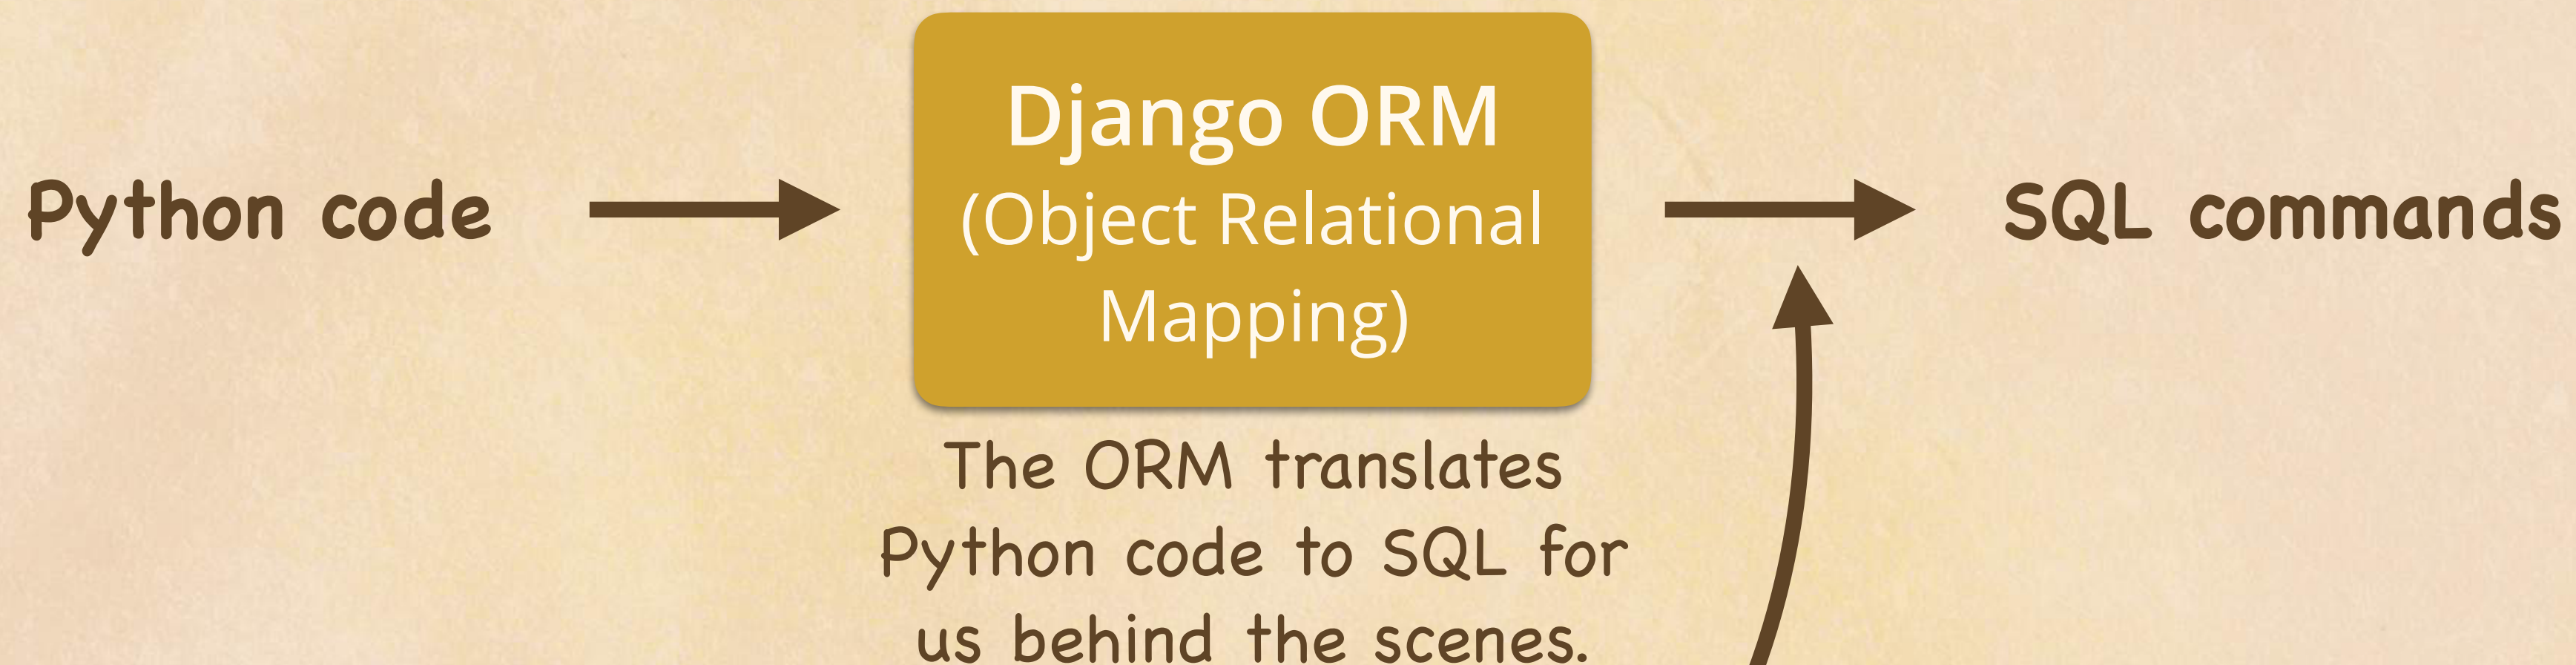 Python code
Django ORM
(Object Relational
Mapping)
SQL commands
The ORM translates
Python code to SQL for
us behind the scenes.